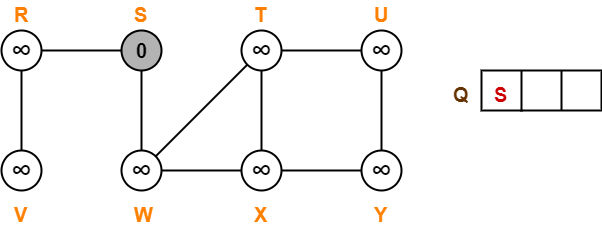 R S T U
∞ 0 ∞ ∞
Q S
∞ ∞ ∞ ∞
V W X Y